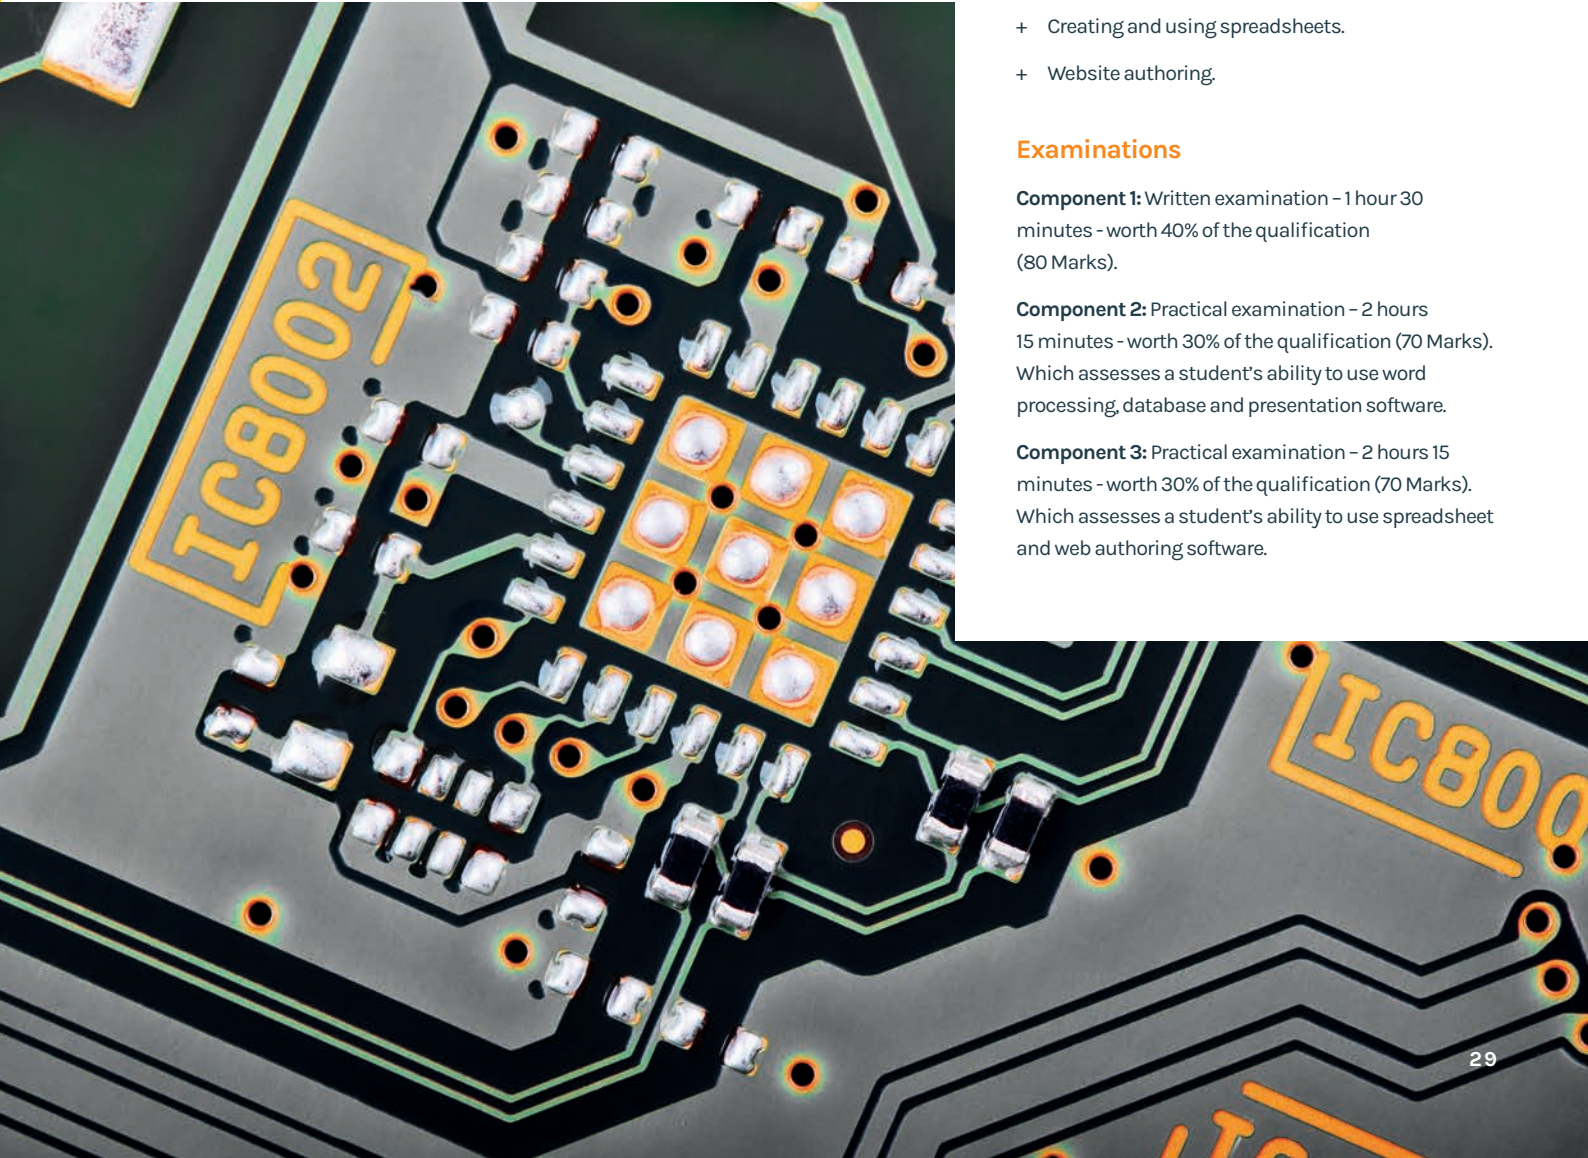 + Creating and using spreadsheets.
+ Website authoring.
Examinations
Component 1: Written examination – 1 hour 30
minutes - worth 40% of the qualification
(80 Marks).
Component 2: Practical examination – 2 hours
15 minutes - worth 30% of the qualification (70 Marks).
Which assesses a student's ability to use word
processing, database and presentation software.
Component 3: Practical examination – 2 hours 15
minutes - worth 30% of the qualification (70 Marks).
Which assesses a student's ability to use spreadsheet
and web authoring software.
IC8002
IC800
29